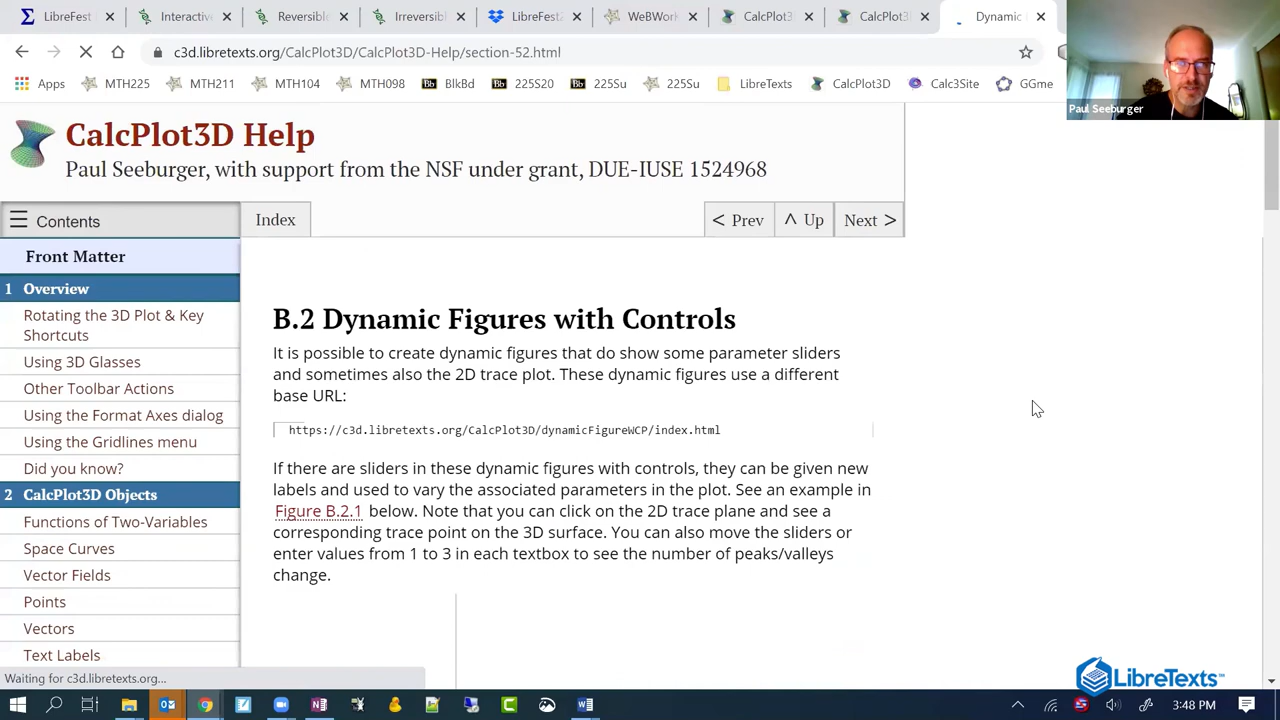 LibreFest
Interactive
Reversible
Irreversibl
LibreFest2
WeBWork
CalcPlot3D
CalcPlot3D
Dynamic
c3d.libretexts.org/CalcPlot3D/CalcPlot3D-Help/section-52.html
Apps MTH225 MTH211 MTH104 MTH098 BlkBd 225S20 225Su 225Su LibreTexts CalcPlot3D Calc3Site GGme
Paul Seeburger
CalcPlot3D Help
Paul Seeburger, with support from the NSF under grant, DUE-IUSE 1524968
Contents
Index
< Prev
^ Up
Next >
Front Matter
1 Overview
Rotating the 3D Plot & Key
Shortcuts
Using 3D Glasses
Other Toolbar Actions
Using the Format Axes dialog
Using the Gridlines menu
Did you know?
2 CalcPlot3D Objects
Functions of Two-Variables
Space Curves
Vector Fields
Points
Vectors
Text Labels
B.2 Dynamic Figures with Controls
It is possible to create dynamic figures that do show some parameter sliders
and sometimes also the 2D trace plot. These dynamic figures use a different
base URL:
https://c3d.libretexts.org/CalcPlot3D/dynamicFigureWCP/index.html
If there are sliders in these dynamic figures with controls, they can be given new
labels and used to vary the associated parameters in the plot. See an example in
Figure B.2.1 below. Note that you can click on the 2D trace plane and see a
corresponding trace point on the 3D surface. You can also move the sliders or
enter values from 1 to 3 in each textbox to see the number of peaks/valleys
change.
Waiting for c3d.libretexts.org...
LibreTexts™
3:48 PM